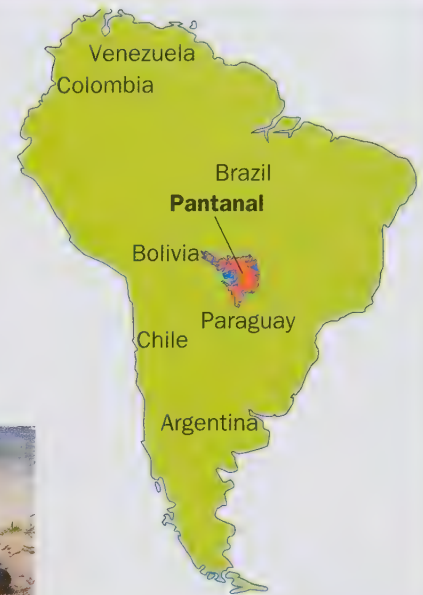 Venezuela
Colombia
Brazil
Pantanal
Bolivia
Paraguay
Chile
Argentina